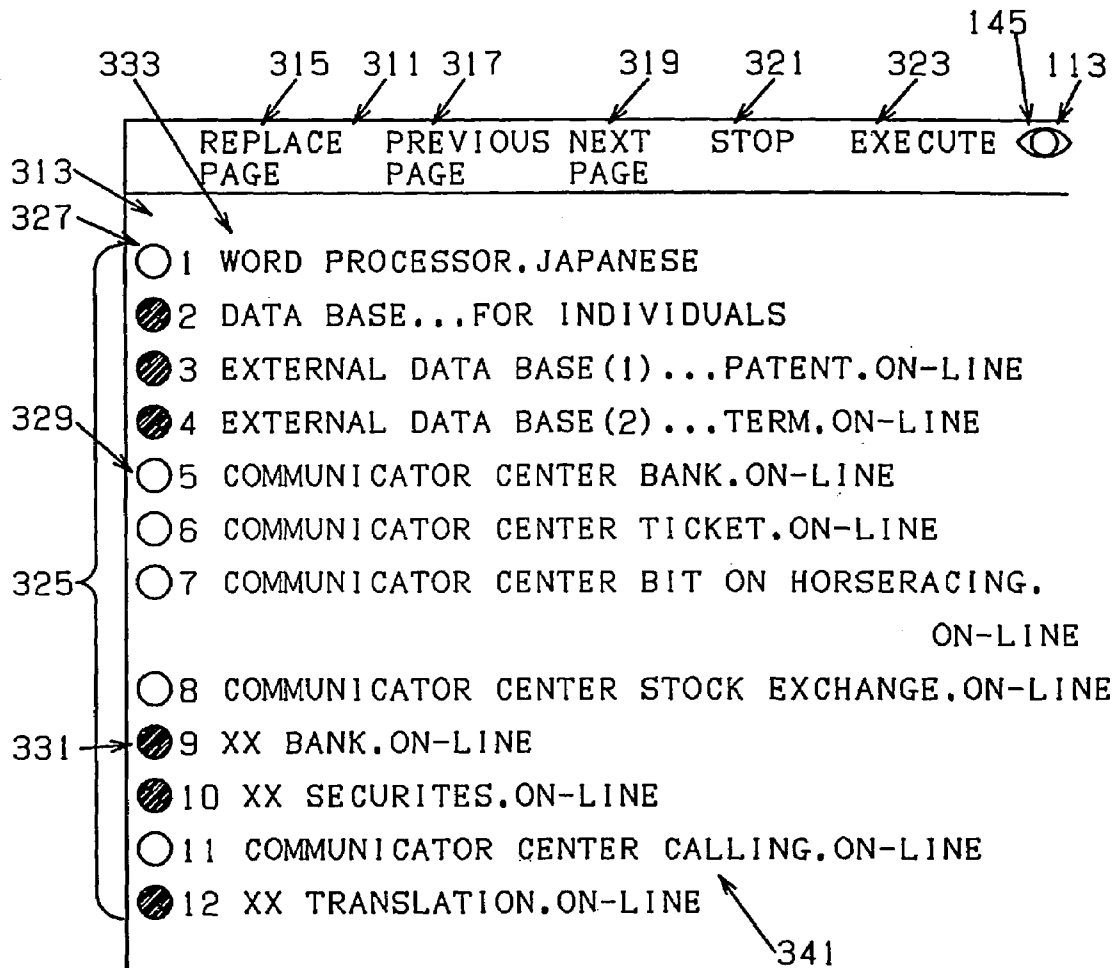 145
333 315 311 317 319 321 323 113
REPLACE PREVIOUS NEXT STOP EXECUTE
PAGE PAGE PAGE
313
327
1 WORD PROCESSOR.JAPANESE
2 DATA BASE...FOR INDIVIDUALS
3 EXTERNAL DATA BASE(1)...PATENT.ON-LINE
329 4 EXTERNAL DATA BASE(2)...TERM.ON-LINE
5 COMMUNICATOR CENTER BANK.ON-LINE
6 COMMUNICATOR CENTER TICKET.ON-LINE
325 7 COMMUNICATOR CENTER BIT ON HORSERACING.
ON-LINE
8 COMMUNICATOR CENTER STOCK EXCHANGE.ON-LINE
331 9 XX BANK.ON-LINE
10 XX SECURITES.ON-LINE
11 COMMUNICATOR CENTER CALLING.ON-LINE
12 XX TRANSLATION.ON-LINE
341